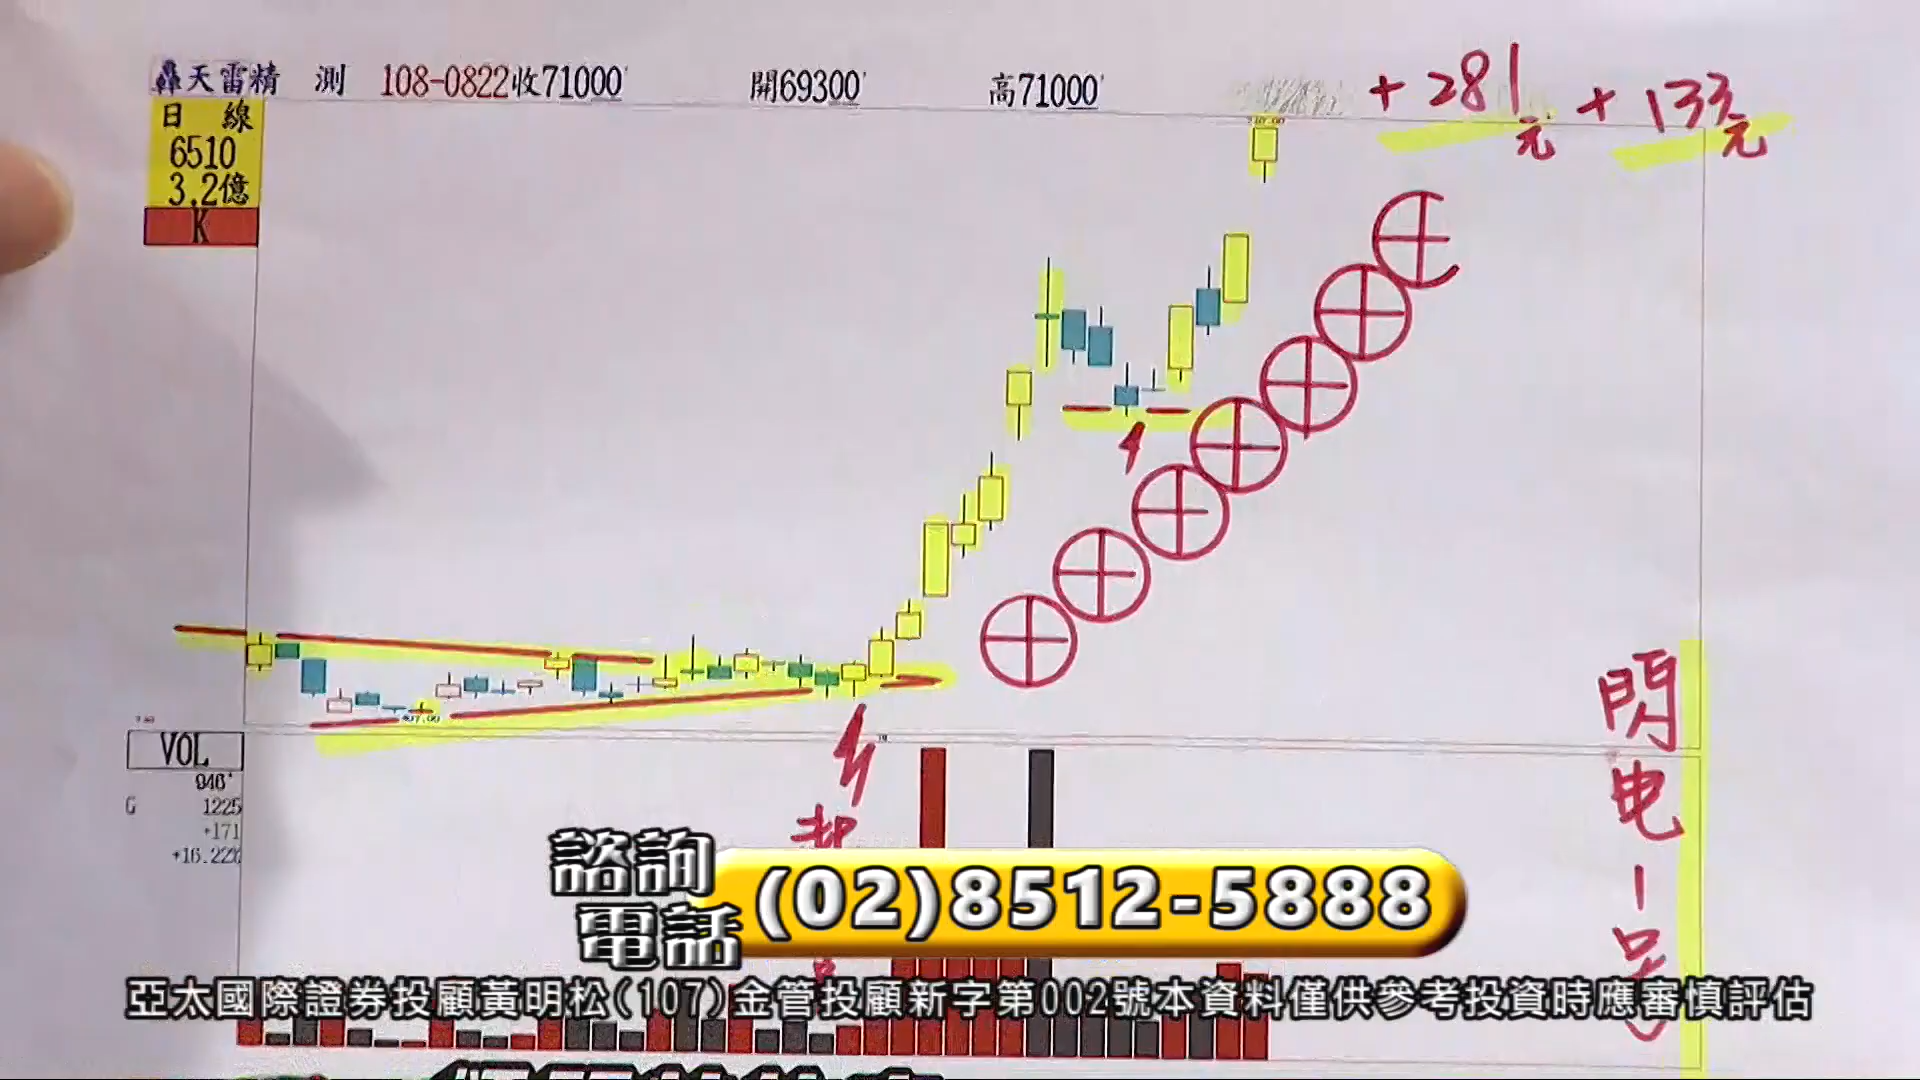 轟天雷精 測 108-0822收71000 開69300 高71000
日 線
6510
3.2億
K
+281元 +133元
710.00
407.00
VOL
946
G 1225
+171
+16.22%
閃电1号
諮詢
電話
(02)8512-5888
亞太國際證券投顧黃明松(107)金管投顧新字第002號本資料僅供參考投資時應審慎評估